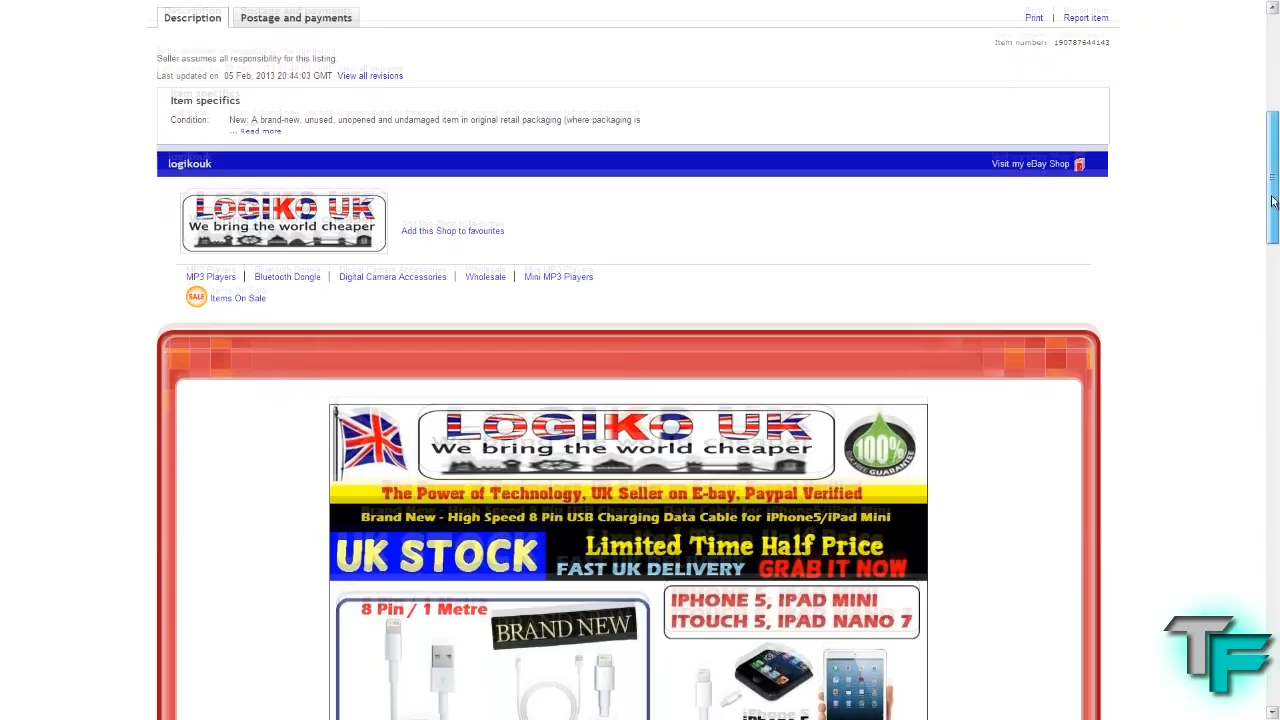 Description
Postage and payments
Print | Report item
Item number: 190787644143
Seller assumes all responsibility for this listing.
Last updated on 05 Feb, 2013 20:44:03 GMT View all revisions
Item specifics
Condition: New: A brand-new, unused, unopened and undamaged item in original retail packaging (where packaging is
... Read more
logikouk
Visit my eBay Shop
LOGIKO UK
We bring the world cheaper
Add this Shop to favourites
MP3 Players | Bluetooth Dongle | Digital Camera Accessories | Wholesale | Mini MP3 Players
SALE Items On Sale
LOGIKO UK
We bring the world cheaper
100%
The Power of Technology, UK Seller on E-bay, Paypal Verified
Brand New - High Speed 8 Pin USB Charging Data Cable for iPhone5/iPad Mini
UK STOCK
Limited Time Half Price
FAST UK DELIVERY GRAB IT NOW
8 Pin / 1 Metre
BRAND NEW
IPHONE 5, IPAD MINI
ITOUCH 5, IPAD NANO 7
iPhone 5
TF